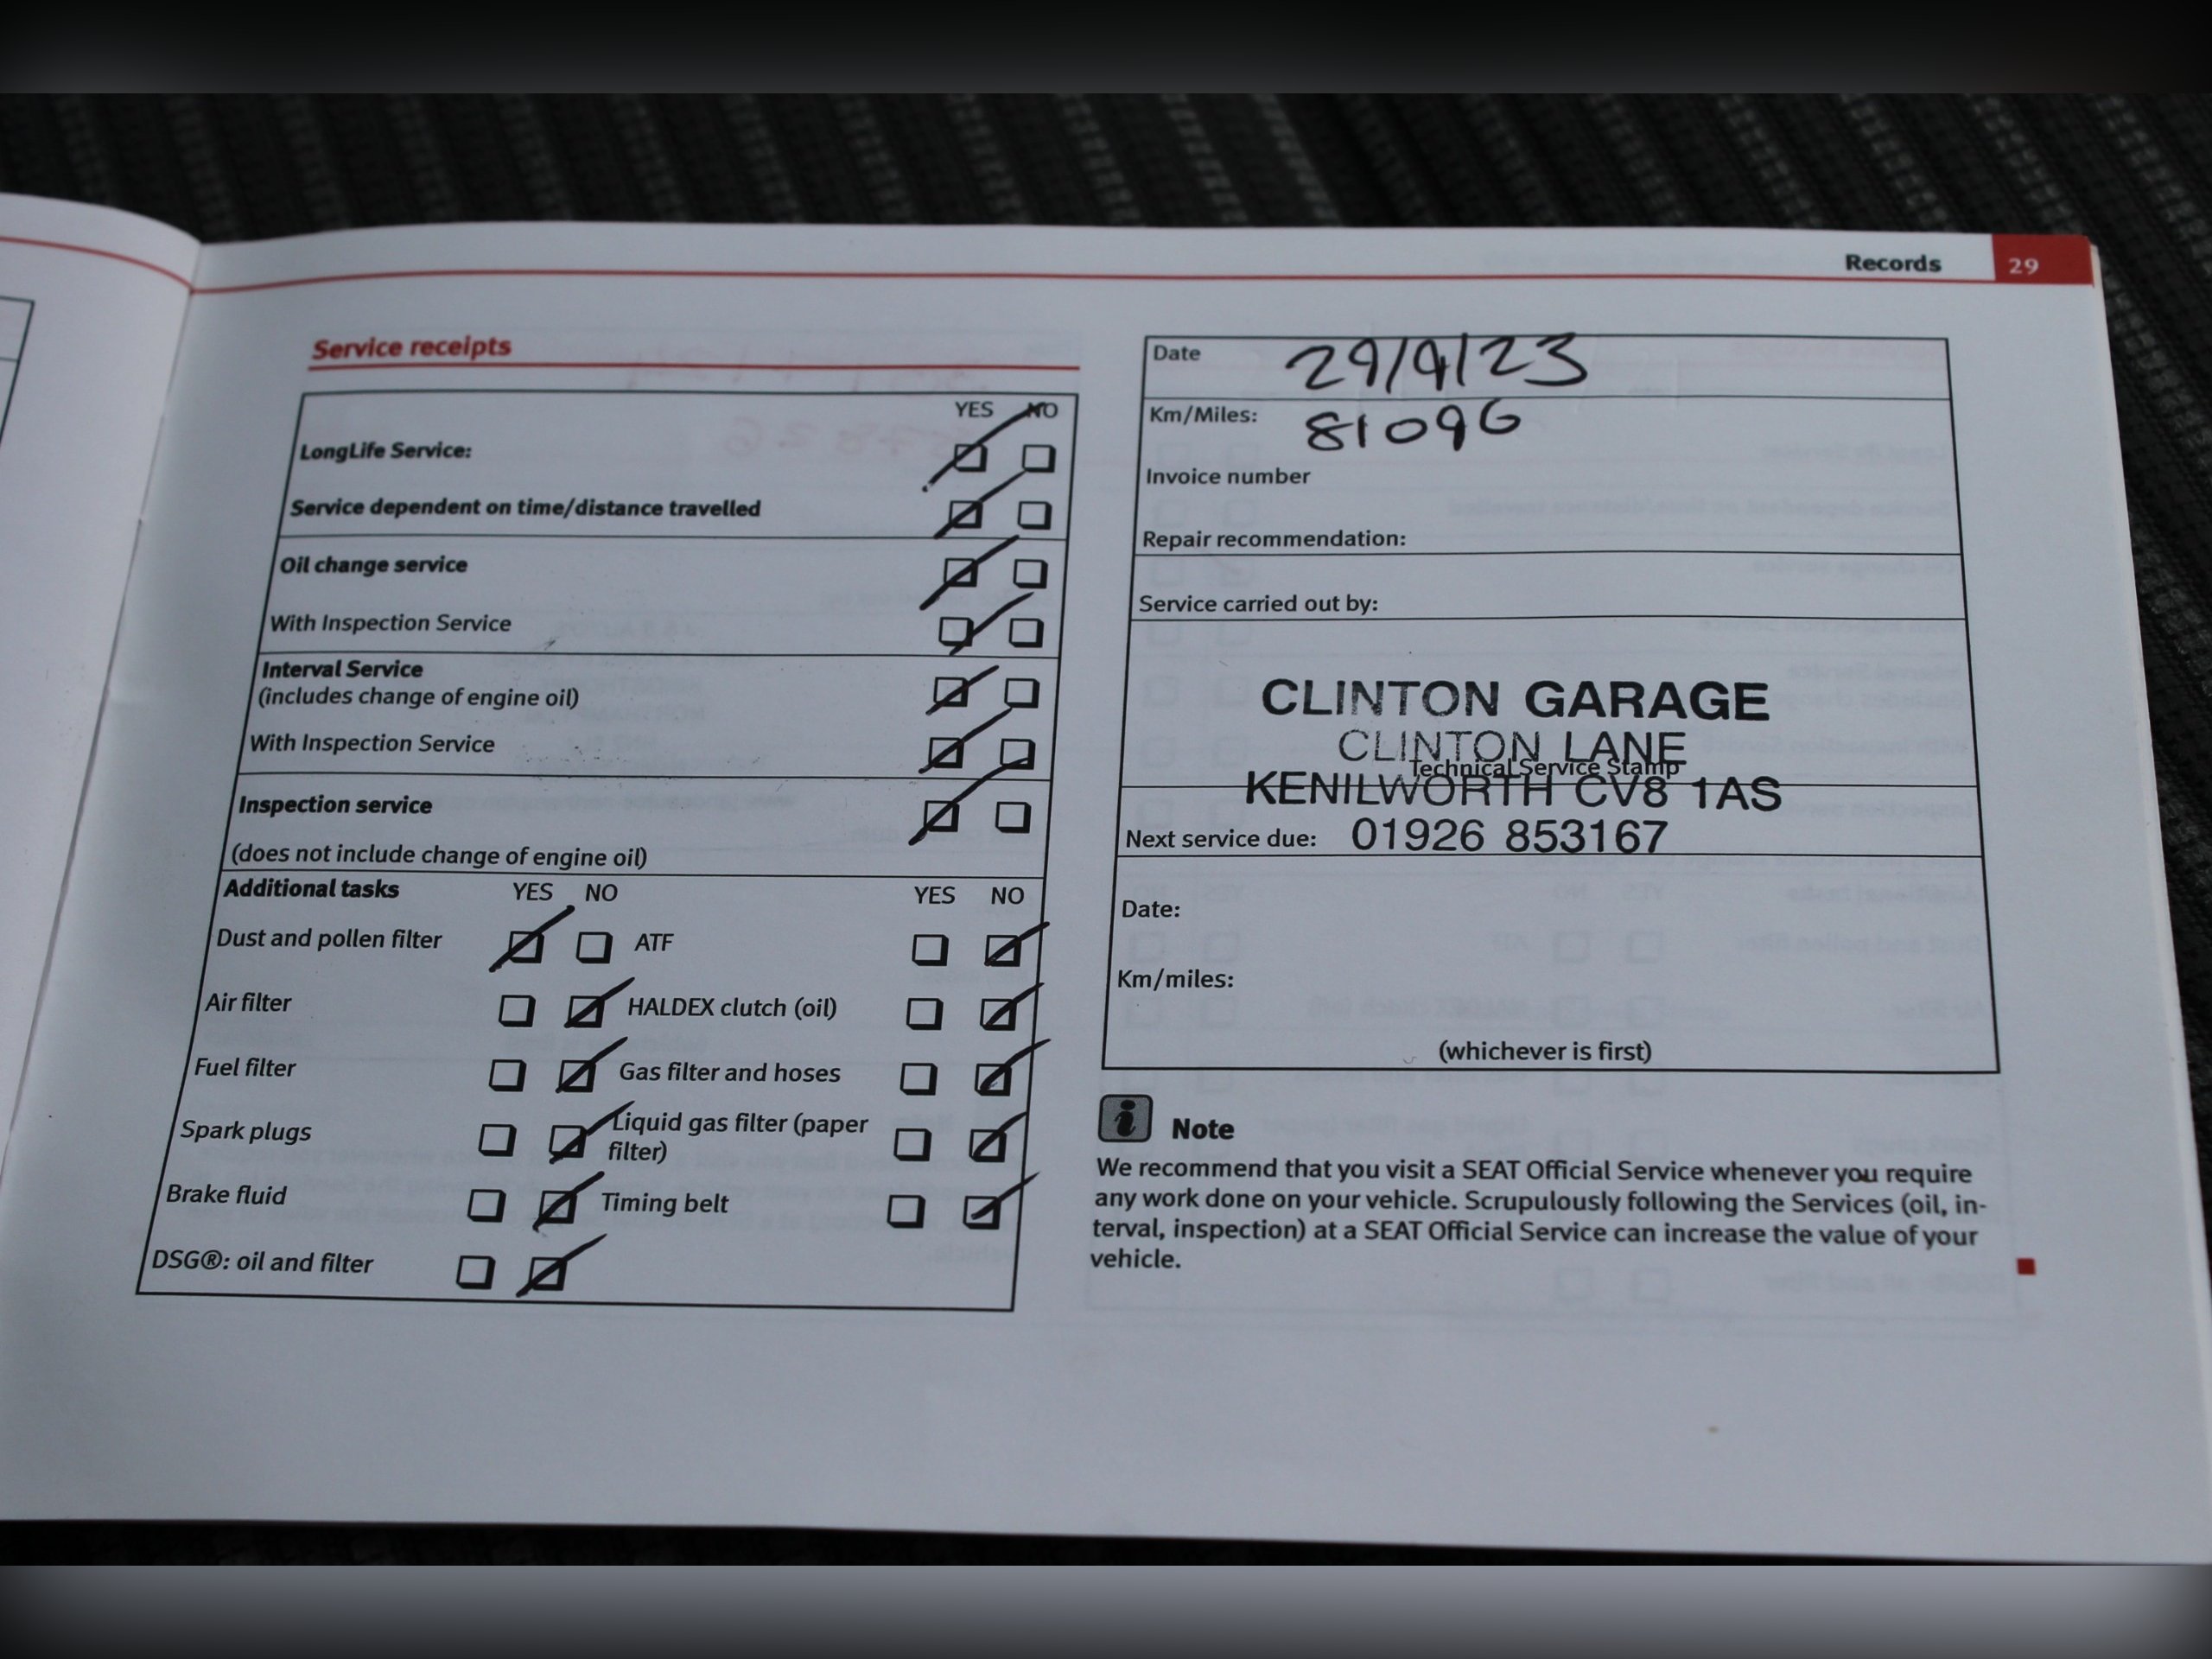 Records 29
Service receipts
YES NO
LongLife Service:
Service dependent on time/distance travelled
Oil change service
With Inspection Service
Interval Service
(includes change of engine oil)
With Inspection Service
Inspection service
(does not include change of engine oil)
Additional tasks YES NO YES NO
Dust and pollen filter ATF
Air filter HALDEX clutch (oil)
Fuel filter Gas filter and hoses
Spark plugs Liquid gas filter (paper
filter)
Brake fluid Timing belt
DSG®: oil and filter
Date 29/9/23
Km/Miles: 81096
Invoice number
Repair recommendation:
Service carried out by:
CLINTON GARAGE
CLINTON LANE
Technical Service Stamp
KENILWORTH CV8 1AS
Next service due: 01926 853167
Date:
Km/miles:
(whichever is first)
i Note
We recommend that you visit a SEAT Official Service whenever you require
any work done on your vehicle. Scrupulously following the Services (oil, in-
terval, inspection) at a SEAT Official Service can increase the value of your
vehicle.